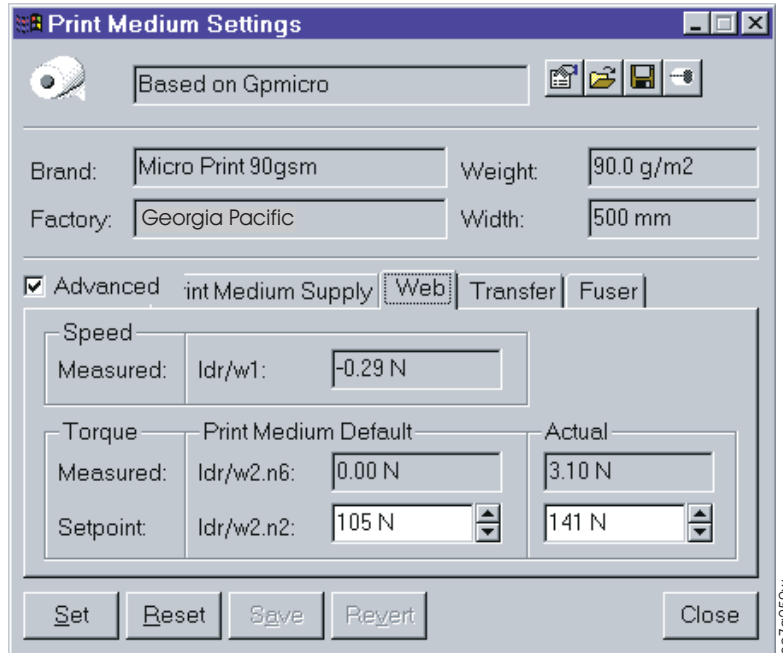 Print Medium Settings
Based on Gpmicro
Brand: Micro Print 90gsm Weight: 90.0 g/m2
Factory: Georgia Pacific Width: 500 mm
Advanced int Medium Supply Web Transfer Fuser
Speed
Measured: ldr/w1: -0.29 N
Torque Print Medium Default Actual
Measured: ldr/w2.n6: 0.00 N 3.10 N
Setpoint: ldr/w2.n2: 105 N 141 N
Set Reset Save Revert Close